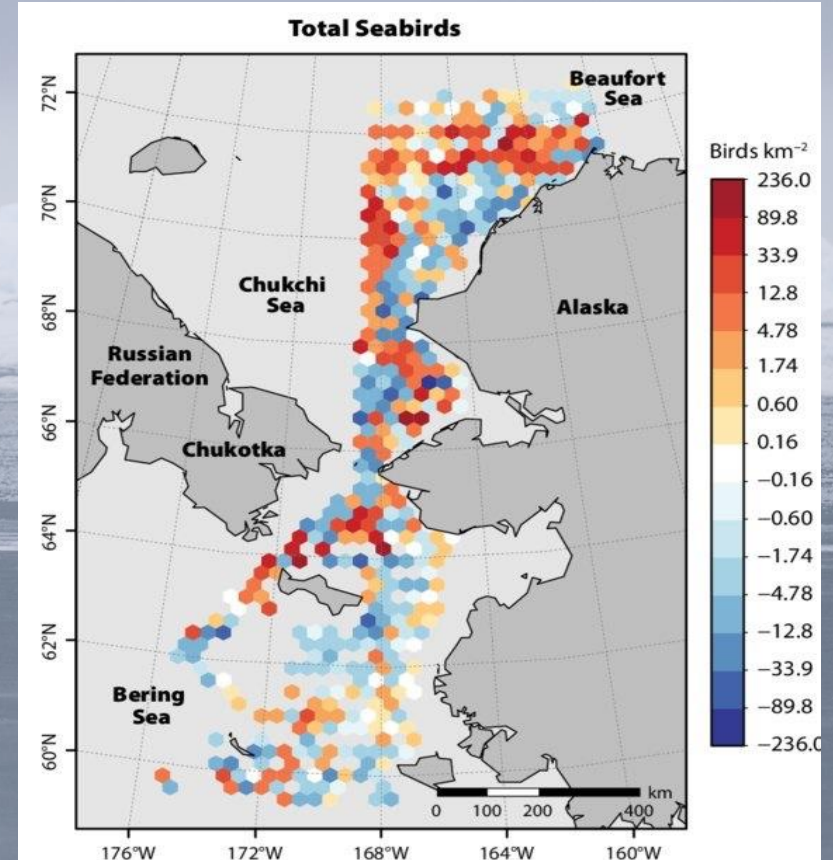 Total Seabirds
72°N
70°N
68°N
66°N
64°N
62°N
60°N
Beaufort
Sea
Chukchi
Sea
Alaska
Russian
Federation
Chukotka
Bering
Sea
km
0 100 200 400
176°W 172°W 168°W 164°W 160°W
Birds km⁻²
236.0
89.8
33.9
12.8
4.78
1.74
0.60
0.16
−0.16
−0.60
−1.74
−4.78
−12.8
−33.9
−89.8
−236.0